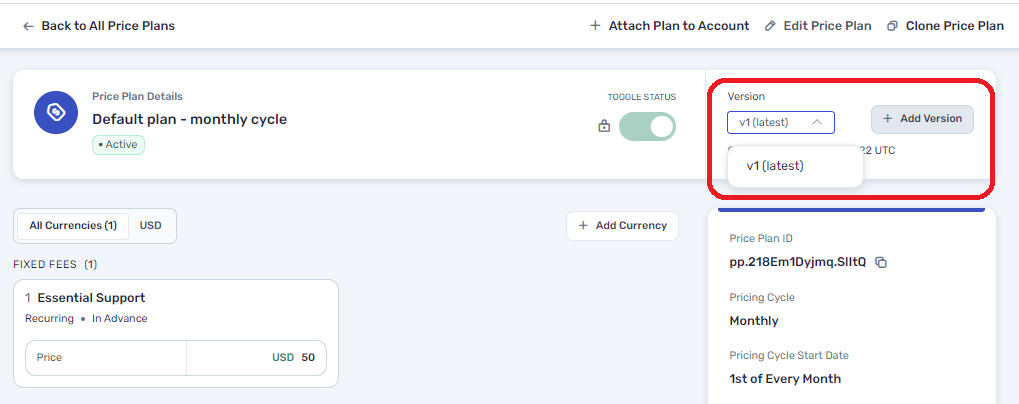 Back to All Price Plans
Attach Plan to Account
Edit Price Plan
Clone Price Plan
Price Plan Details
Default plan - monthly cycle
Active
TOGGLE STATUS
Version
v1 (latest)
Add Version
22 UTC
v1 (latest)
All Currencies (1)
USD
Add Currency
FIXED FEES (1)
1 Essential Support
Recurring • In Advance
Price
USD 50
Price Plan ID
pp.218Em1Dyjmq.SIItQ
Pricing Cycle
Monthly
Pricing Cycle Start Date
1st of Every Month